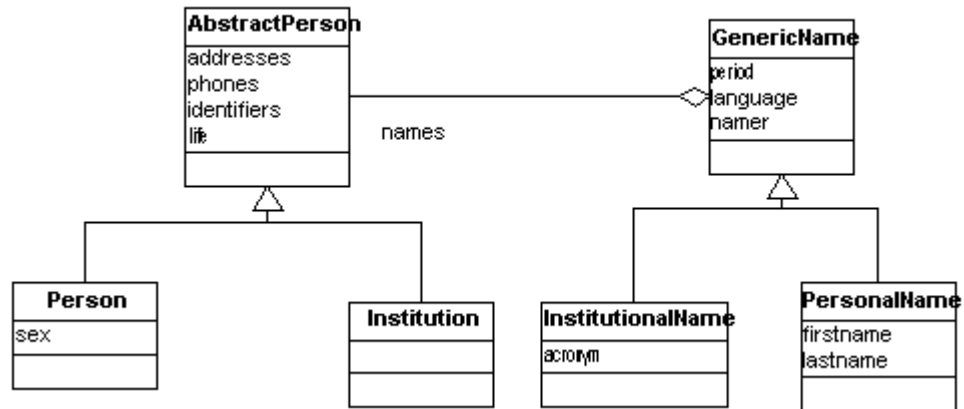 AbstractPerson
addresses
phones
identifiers
life
names
GenericName
period
language
namer
Person
sex
Institution
InstitutionalName
acronym
PersonalName
firstname
lastname